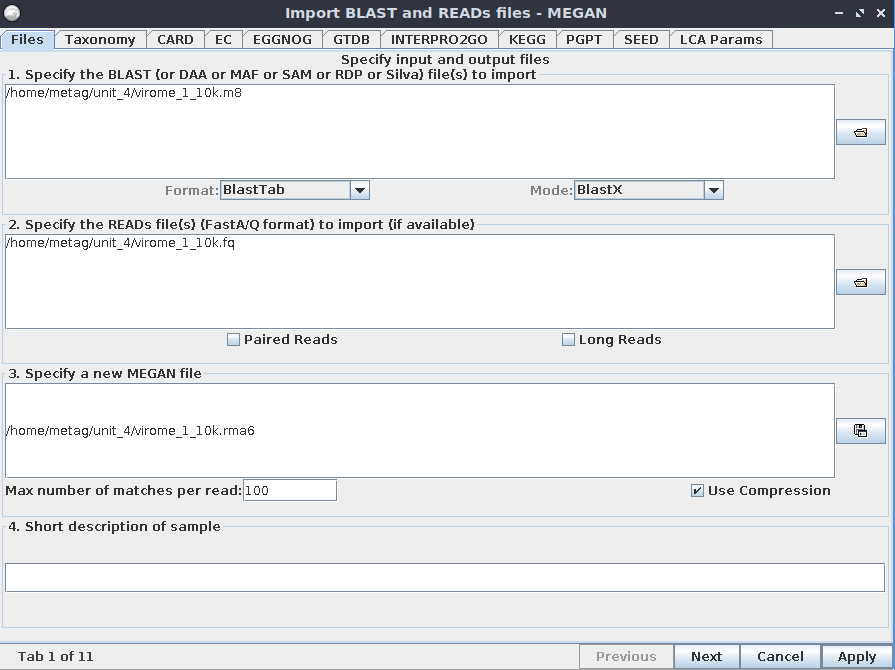 Import BLAST and READs files - MEGAN
Files Taxonomy CARD EC EGGNOG GTDB INTERPRO2GO KEGG PGPT SEED LCA Params
Specify input and output files
1. Specify the BLAST (or DAA or MAF or SAM or RDP or Silva) file(s) to import
/home/metag/unit_4/virome_1_10k.m8
Format: BlastTab Mode: BlastX
2. Specify the READs file(s) (FastA/Q format) to import (if available)
/home/metag/unit_4/virome_1_10k.fq
Paired Reads Long Reads
3. Specify a new MEGAN file
/home/metag/unit_4/virome_1_10k.rma6
Max number of matches per read: 100 Use Compression
4. Short description of sample
Tab 1 of 11 Previous Next Cancel Apply